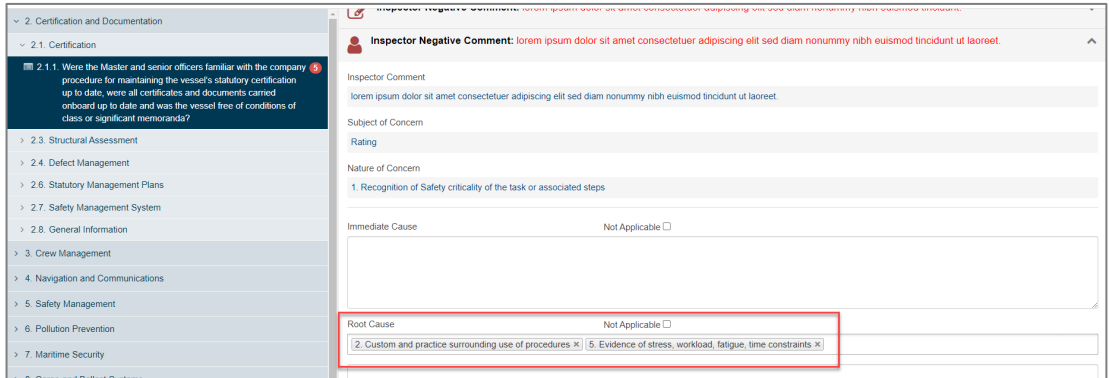 2. Certification and Documentation
2.1. Certification
2.1.1. Were the Master and senior officers familiar with the company
procedure for maintaining the vessel's statutory certification
up to date, were all certificates and documents carried
onboard up to date and was the vessel free of conditions of
class or significant memoranda?
5
2.3. Structural Assessment
2.4. Defect Management
2.6. Statutory Management Plans
2.7. Safety Management System
2.8. General Information
3. Crew Management
4. Navigation and Communications
5. Safety Management
6. Pollution Prevention
7. Maritime Security
8. Cargo and Ballast Systems
Inspector Negative Comment: lorem ipsum dolor sit amet consectetuer adipiscing elit sed diam nonummy nibh euismod tincidunt.
Inspector Negative Comment: lorem ipsum dolor sit amet consectetuer adipiscing elit sed diam nonummy nibh euismod tincidunt ut laoreet.
Inspector Comment
lorem ipsum dolor sit amet consectetuer adipiscing elit sed diam nonummy nibh euismod tincidunt ut laoreet.
Subject of Concern
Rating
Nature of Concern
1. Recognition of Safety criticality of the task or associated steps
Immediate Cause Not Applicable
Root Cause Not Applicable
2. Custom and practice surrounding use of procedures × 5. Evidence of stress, workload, fatigue, time constraints ×